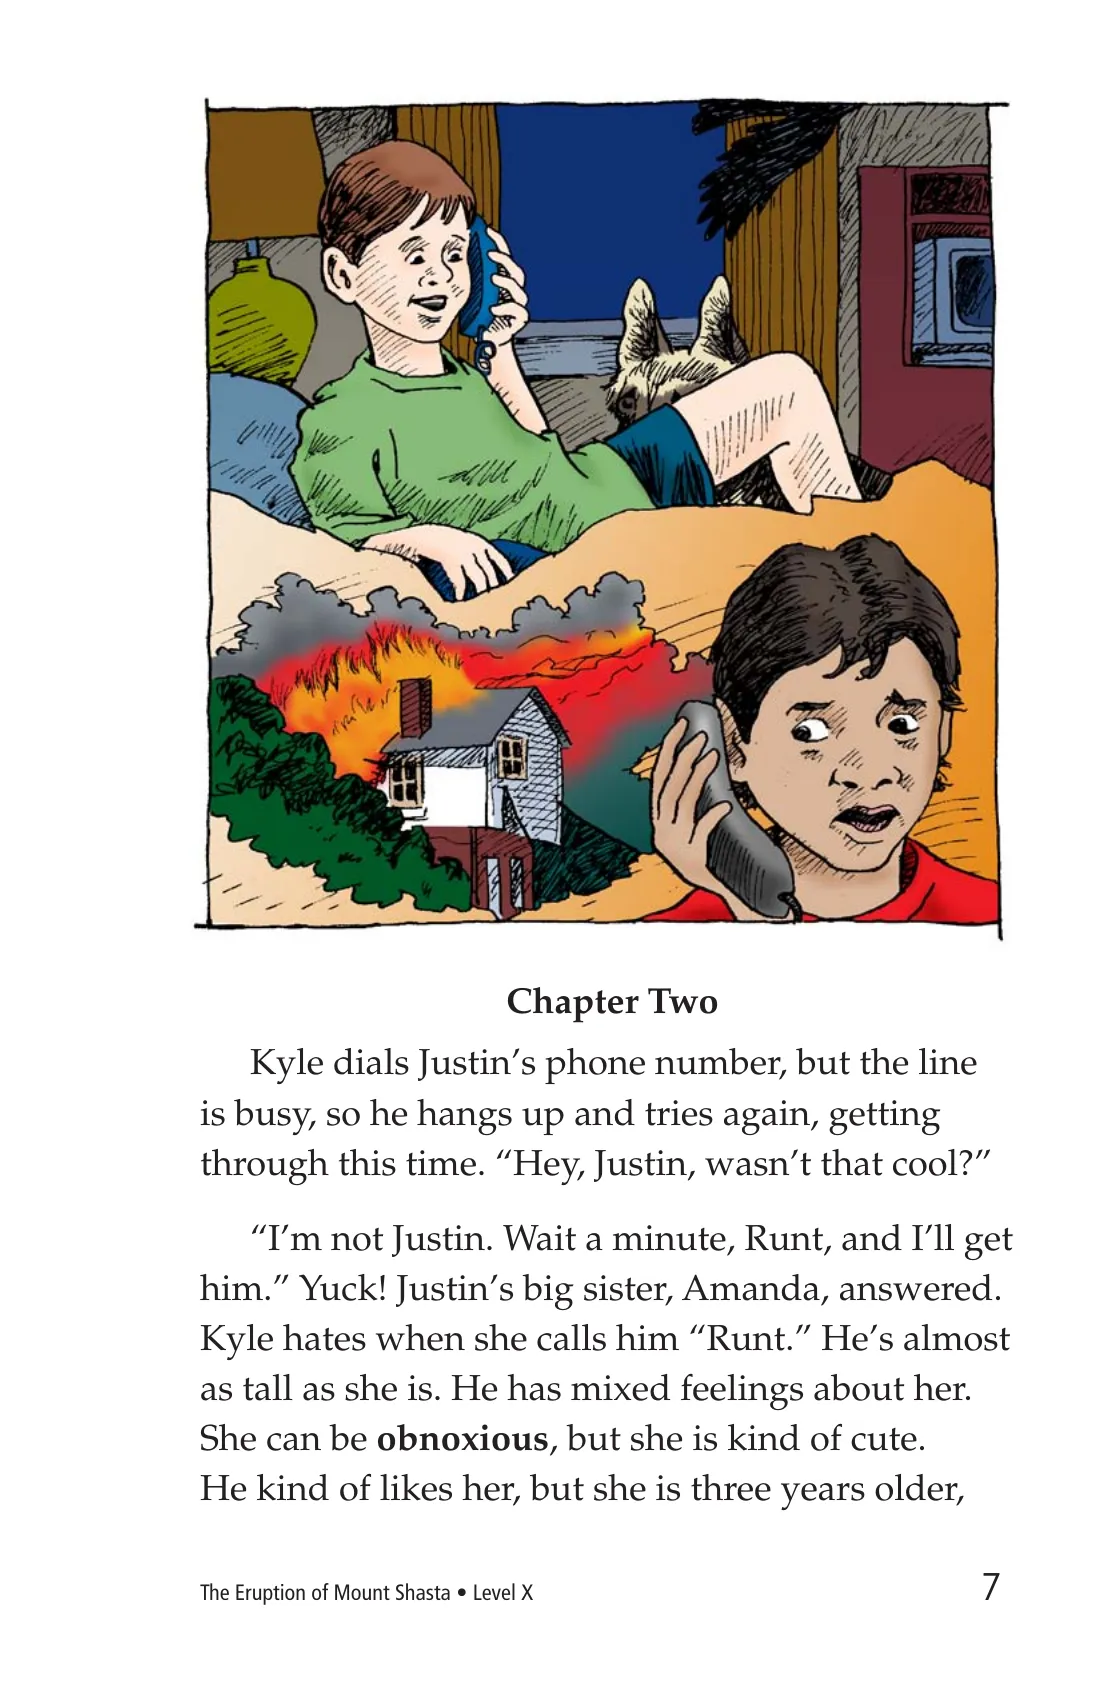 Chapter Two
Kyle dials Justin’s phone number, but the line
is busy, so he hangs up and tries again, getting
through this time. “Hey, Justin, wasn’t that cool?”
“I’m not Justin. Wait a minute, Runt, and I’ll get
him.” Yuck! Justin’s big sister, Amanda, answered.
Kyle hates when she calls him “Runt.” He’s almost
as tall as she is. He has mixed feelings about her.
She can be obnoxious, but she is kind of cute.
He kind of likes her, but she is three years older,
The Eruption of Mount Shasta • Level X
7